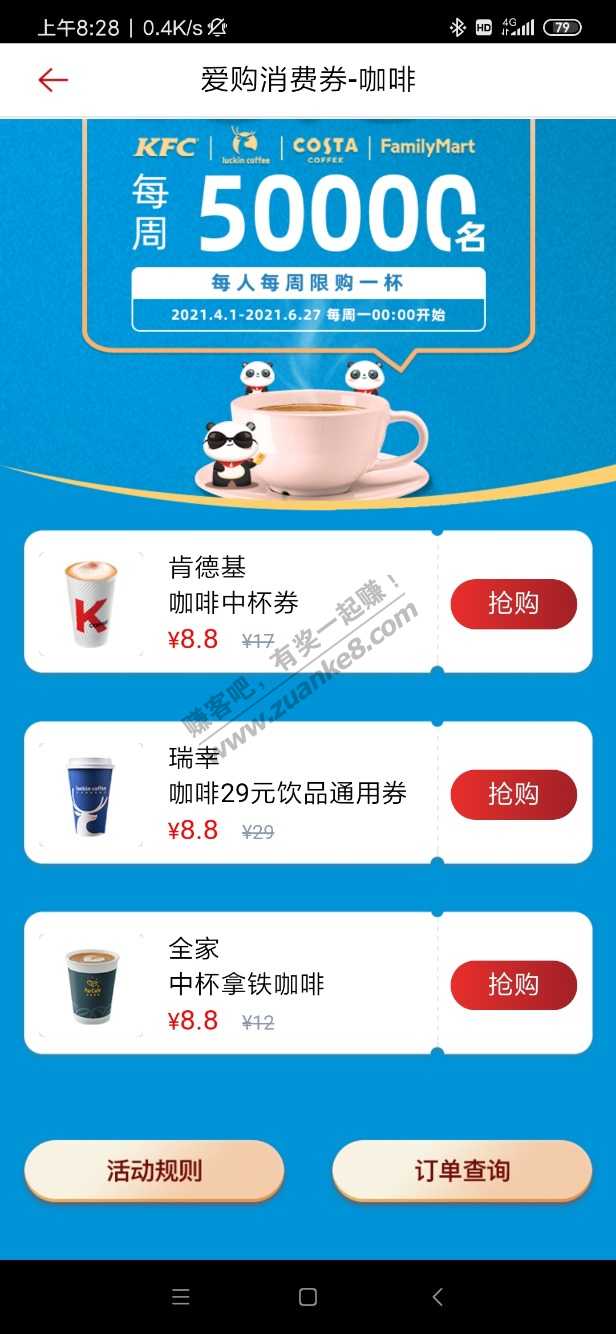 上午8:28 | 0.4K/s
HD 4G 79
爱购消费券-咖啡
KFC | luckin coffee | COSTA COFFEE | FamilyMart
每周
50000名
每人每周限购一杯
2021.4.1-2021.6.27 每周一00:00开始
肯德基
咖啡中杯券
¥8.8 ¥17
抢购
K
赚客吧，有奖一起赚！
www.zuanke8.com
瑞幸
咖啡29元饮品通用券
¥8.8 ¥29
抢购
luckin coffee
全家
中杯拿铁咖啡
¥8.8 ¥12
抢购
活动规则
订单查询